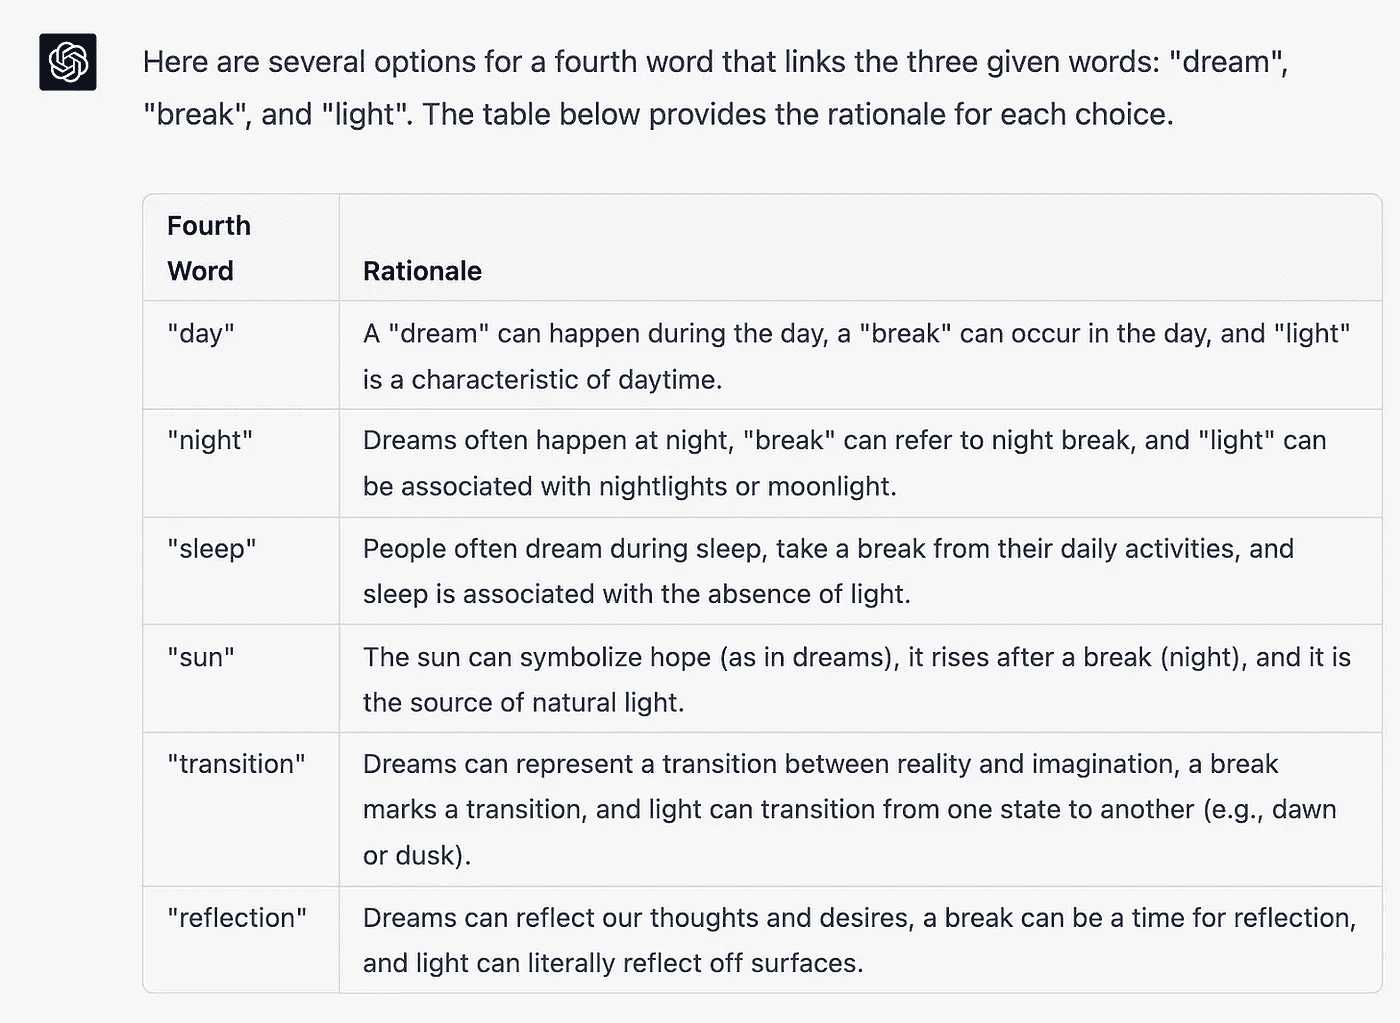 Here are several options for a fourth word that links the three given words: "dream",
"break", and "light". The table below provides the rationale for each choice.
Fourth
Word
Rationale
"day"
A "dream" can happen during the day, a "break" can occur in the day, and "light"
is a characteristic of daytime.
"night"
Dreams often happen at night, "break" can refer to night break, and "light" can
be associated with nightlights or moonlight.
"sleep"
People often dream during sleep, take a break from their daily activities, and
sleep is associated with the absence of light.
"sun"
The sun can symbolize hope (as in dreams), it rises after a break (night), and it is
the source of natural light.
"transition"
Dreams can represent a transition between reality and imagination, a break
marks a transition, and light can transition from one state to another (e.g., dawn
or dusk).
"reflection"
Dreams can reflect our thoughts and desires, a break can be a time for reflection,
and light can literally reflect off surfaces.